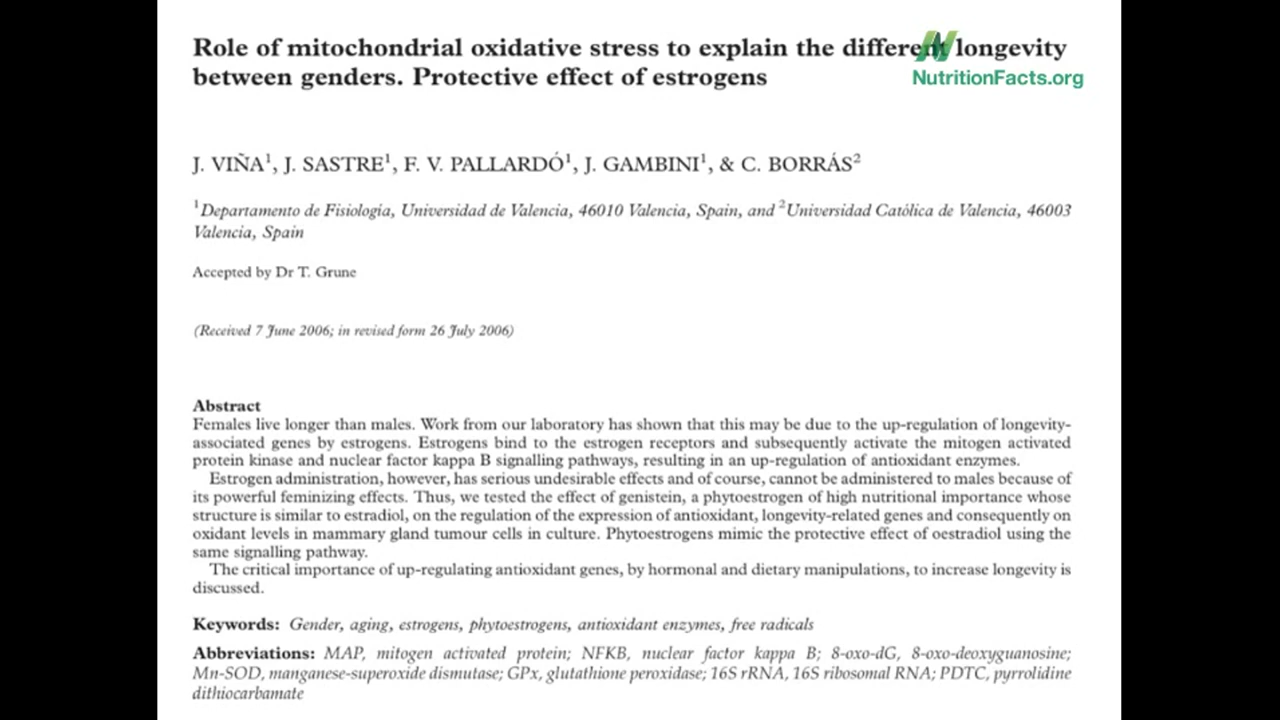 Role of mitochondrial oxidative stress to explain the different longevity
between genders. Protective effect of estrogens
NutritionFacts.org
J. VIÑA¹, J. SASTRE¹, F. V. PALLARDÓ¹, J. GAMBINI¹, & C. BORRÁS²
¹Departamento de Fisiología, Universidad de Valencia, 46010 Valencia, Spain, and ²Universidad Católica de Valencia, 46003
Valencia, Spain
Accepted by Dr T. Grune
(Received 7 June 2006; in revised form 26 July 2006)
Abstract
Females live longer than males. Work from our laboratory has shown that this may be due to the up-regulation of longevity-
associated genes by estrogens. Estrogens bind to the estrogen receptors and subsequently activate the mitogen activated
protein kinase and nuclear factor kappa B signalling pathways, resulting in an up-regulation of antioxidant enzymes.
Estrogen administration, however, has serious undesirable effects and of course, cannot be administered to males because of
its powerful feminizing effects. Thus, we tested the effect of genistein, a phytoestrogen of high nutritional importance whose
structure is similar to estradiol, on the regulation of the expression of antioxidant, longevity-related genes and consequently on
oxidant levels in mammary gland tumour cells in culture. Phytoestrogens mimic the protective effect of oestradiol using the
same signalling pathway.
The critical importance of up-regulating antioxidant genes, by hormonal and dietary manipulations, to increase longevity is
discussed.
Keywords: Gender, aging, estrogens, phytoestrogens, antioxidant enzymes, free radicals
Abbreviations: MAP, mitogen activated protein; NFKB, nuclear factor kappa B; 8-oxo-dG, 8-oxo-deoxyguanosine;
Mn-SOD, manganese-superoxide dismutase; GPx, glutathione peroxidase; 16S rRNA, 16S ribosomal RNA; PDTC, pyrrolidine
dithiocarbamate